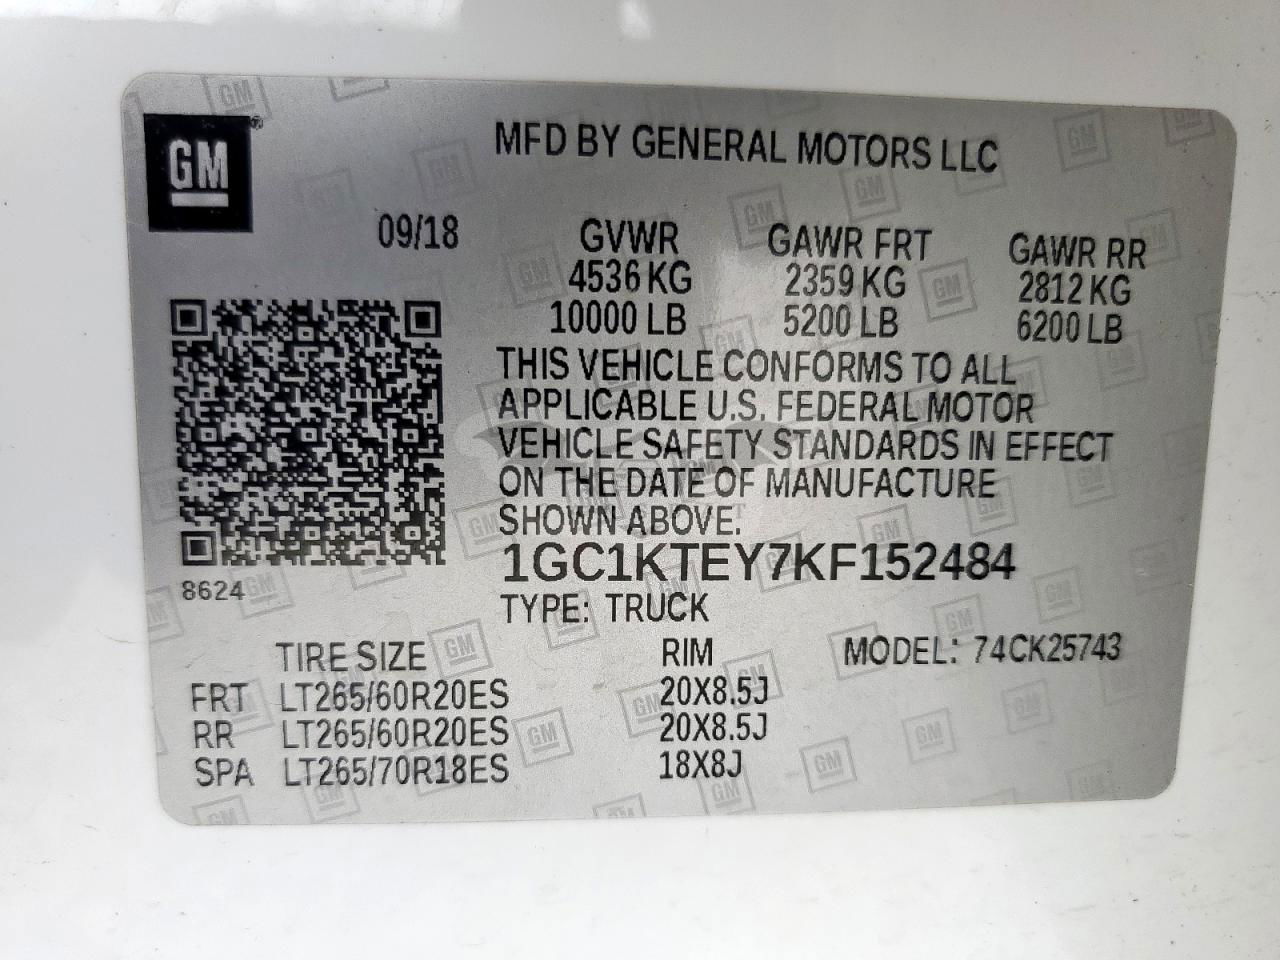 GM
MFD BY GENERAL MOTORS LLC
09/18
GVWR GAWR FRT GAWR RR
4536 KG 2359 KG 2812 KG
10000 LB 5200 LB 6200 LB
THIS VEHICLE CONFORMS TO ALL
APPLICABLE U.S. FEDERAL MOTOR
VEHICLE SAFETY STANDARDS IN EFFECT
ON THE DATE OF MANUFACTURE
SHOWN ABOVE.
1GC1KTEY7KF152484
8624
TYPE: TRUCK
TIRE SIZE RIM MODEL: 74CK25743
FRT LT265/60R20ES 20X8.5J
RR LT265/60R20ES 20X8.5J
SPA LT265/70R18ES 18X8J